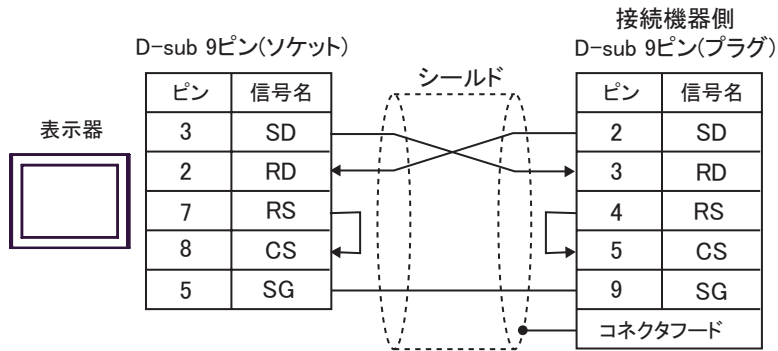 接続機器側
D-sub 9ピン(ソケット)
D-sub 9ピン(プラグ)
シールド
表示器
ピン 信号名
3 SD
2 RD
7 RS
8 CS
5 SG
ピン 信号名
2 SD
3 RD
4 RS
5 CS
9 SG
コネクタフード